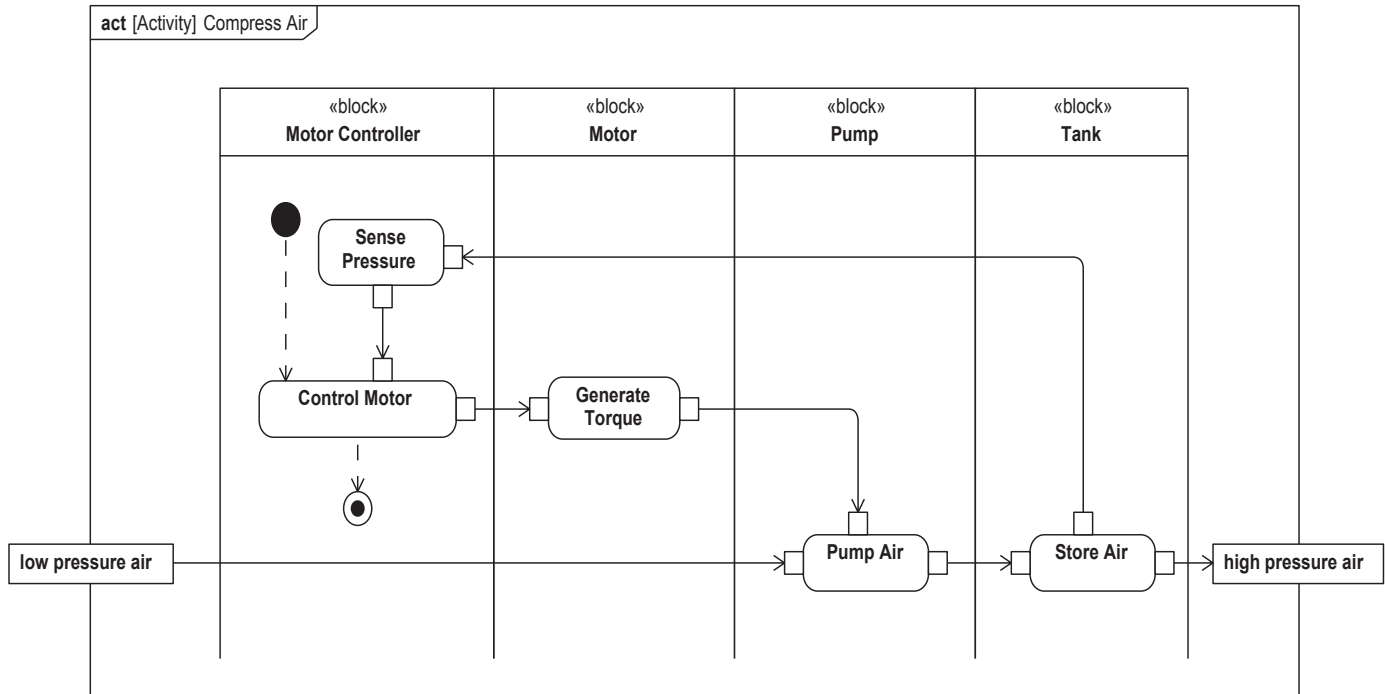 act [Activity] Compress Air
«block»
Motor Controller
«block»
Motor
«block»
Pump
«block»
Tank
Sense
Pressure
Control Motor
Generate
Torque
low pressure air
Pump Air
Store Air
high pressure air